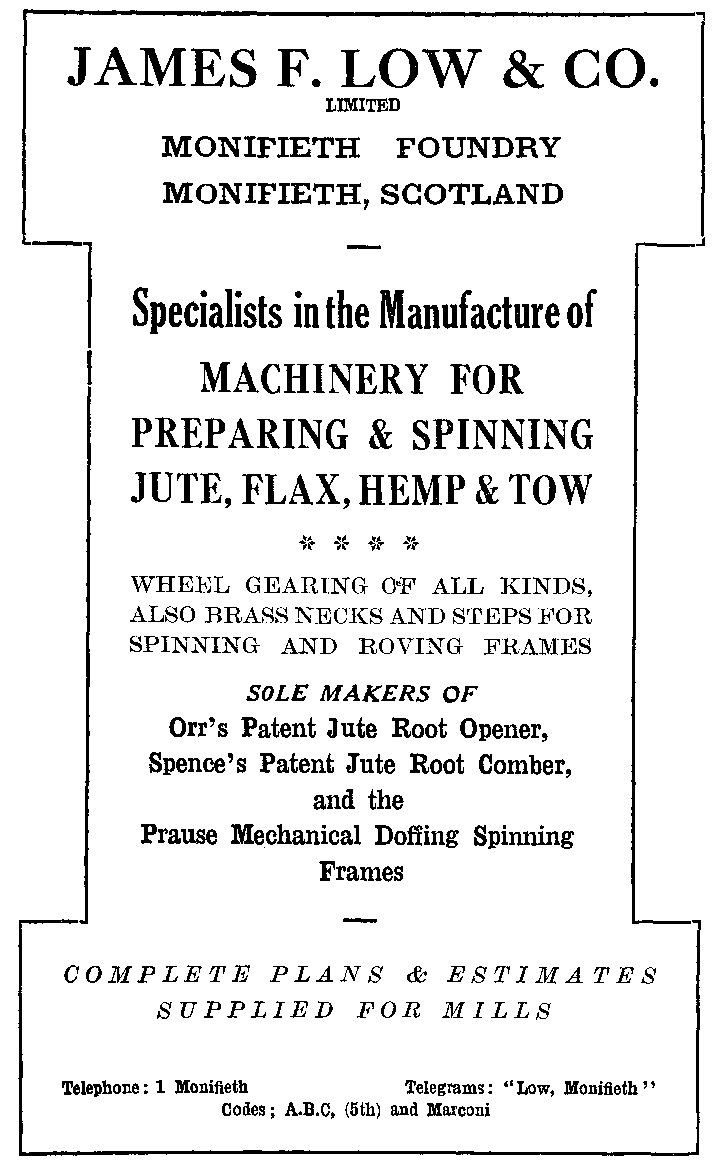 JAMES F. LOW & CO.
LIMITED
MONIFIETH FOUNDRY
MONIFIETH, SCOTLAND
Specialists in the Manufacture of
MACHINERY FOR
PREPARING & SPINNING
JUTE, FLAX, HEMP & TOW
* * * *
WHEEL GEARING OF ALL KINDS,
ALSO BRASS NECKS AND STEPS FOR
SPINNING AND ROVING FRAMES
SOLE MAKERS OF
Orr's Patent Jute Root Opener,
Spence's Patent Jute Root Comber,
and the
Prause Mechanical Doffing Spinning
Frames
COMPLETE PLANS & ESTIMATES
SUPPLIED FOR MILLS
Telephone: 1 Monifieth Telegrams: "Low, Monifieth"
Codes; A.B.C, (5th) and Marconi